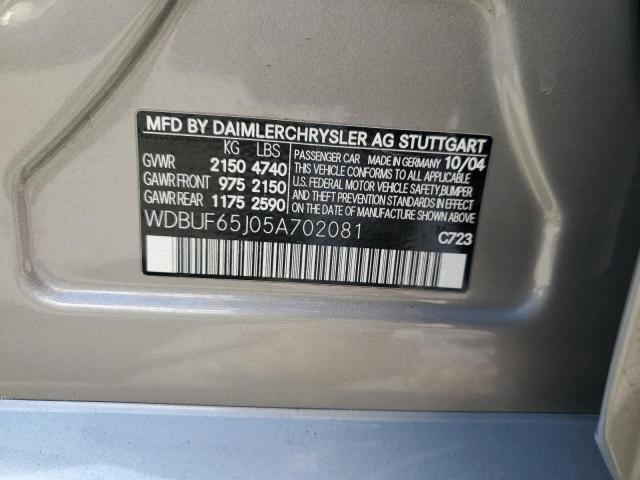 MFD BY DAIMLERCHRYSLER AG STUTTGART
KG LBS
GVWR 2150 4740
GAWR FRONT 975 2150
GAWR REAR 1175 2590
PASSENGER CAR MADE IN GERMANY 10/04
THIS VEHICLE CONFORMS TO ALL APPLICABLE
U.S. FEDERAL MOTOR VEHICLE SAFETY, BUMPER
AND THEFT PREVENTION STANDARDS IN EFFECT
ON THE DATE OF MANUFACTURE SHOWN ABOVE.
WDBUF65J05A702081
C723